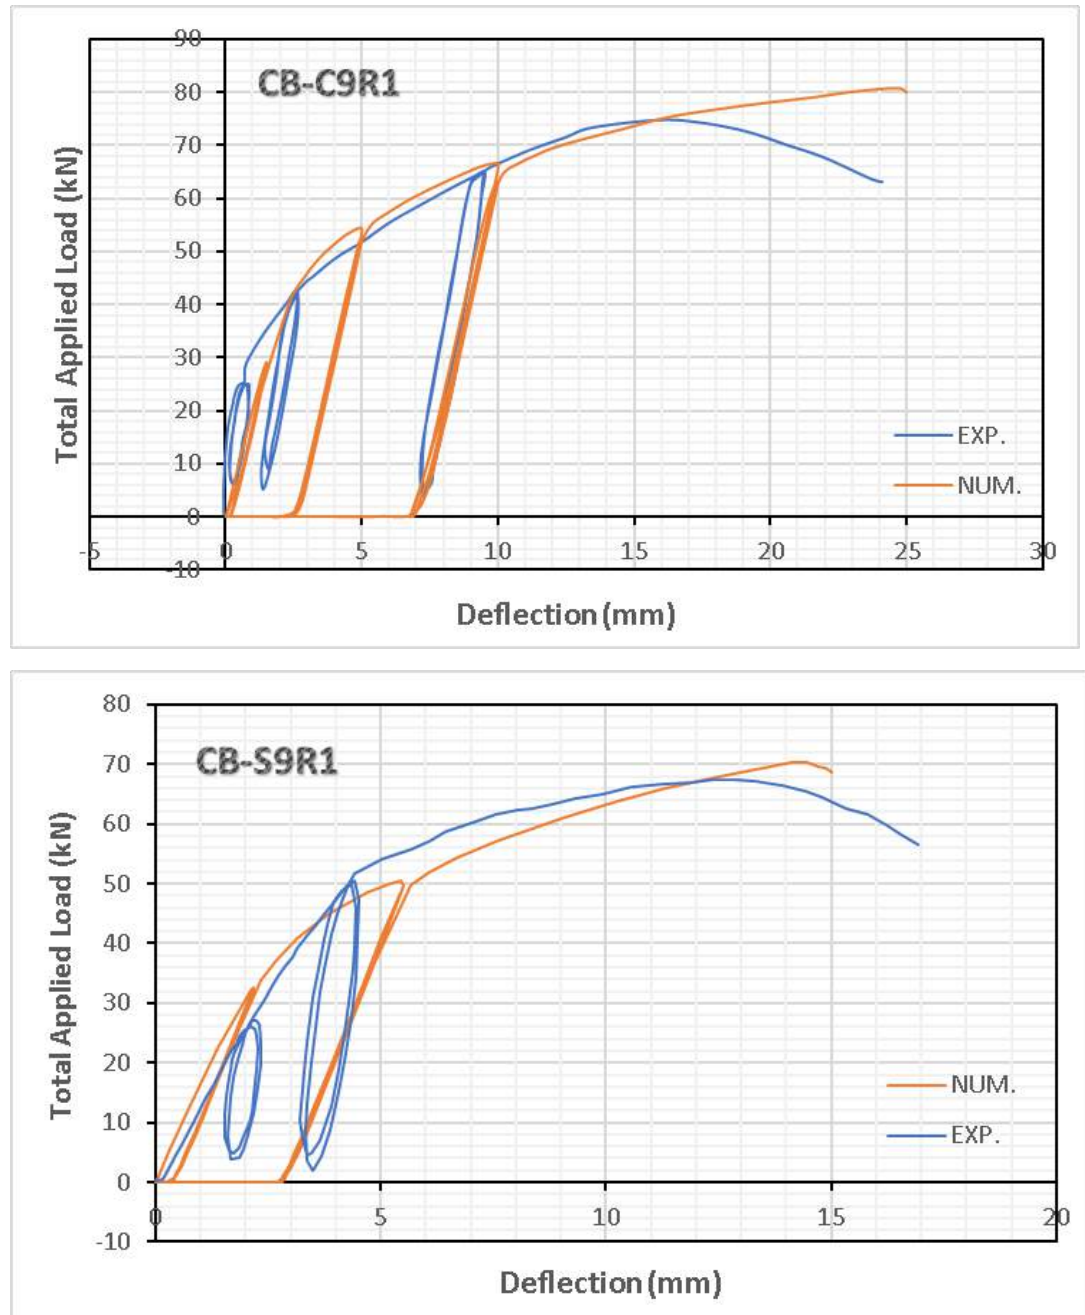 90
CB-C9R1
80
70
60
50
40
30
20
10
0
-10
Total Applied Load (kN)
EXP.
NUM.
-5 0 5 10 15 20 25 30
Deflection (mm)
80
CB-S9R1
70
60
50
40
30
20
10
0
-10
Total Applied Load (kN)
NUM.
EXP.
0 5 10 15 20
Deflection (mm)